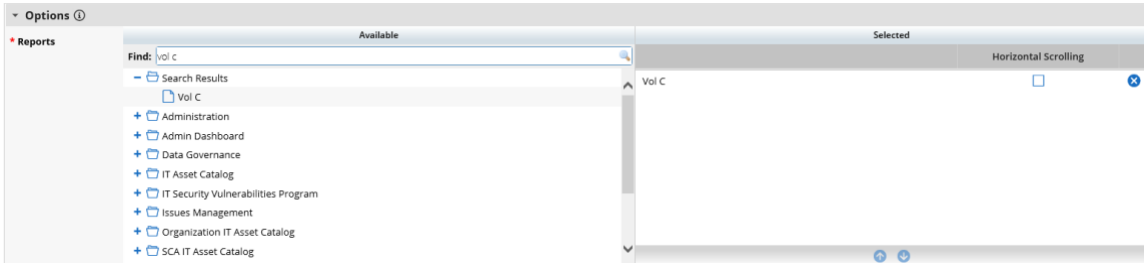 Options
* Reports
Available
Find: vol c
Search Results
Vol C
Administration
Admin Dashboard
Data Governance
IT Asset Catalog
IT Security Vulnerabilities Program
Issues Management
Organization IT Asset Catalog
SCA IT Asset Catalog
Selected
Horizontal Scrolling
Vol C